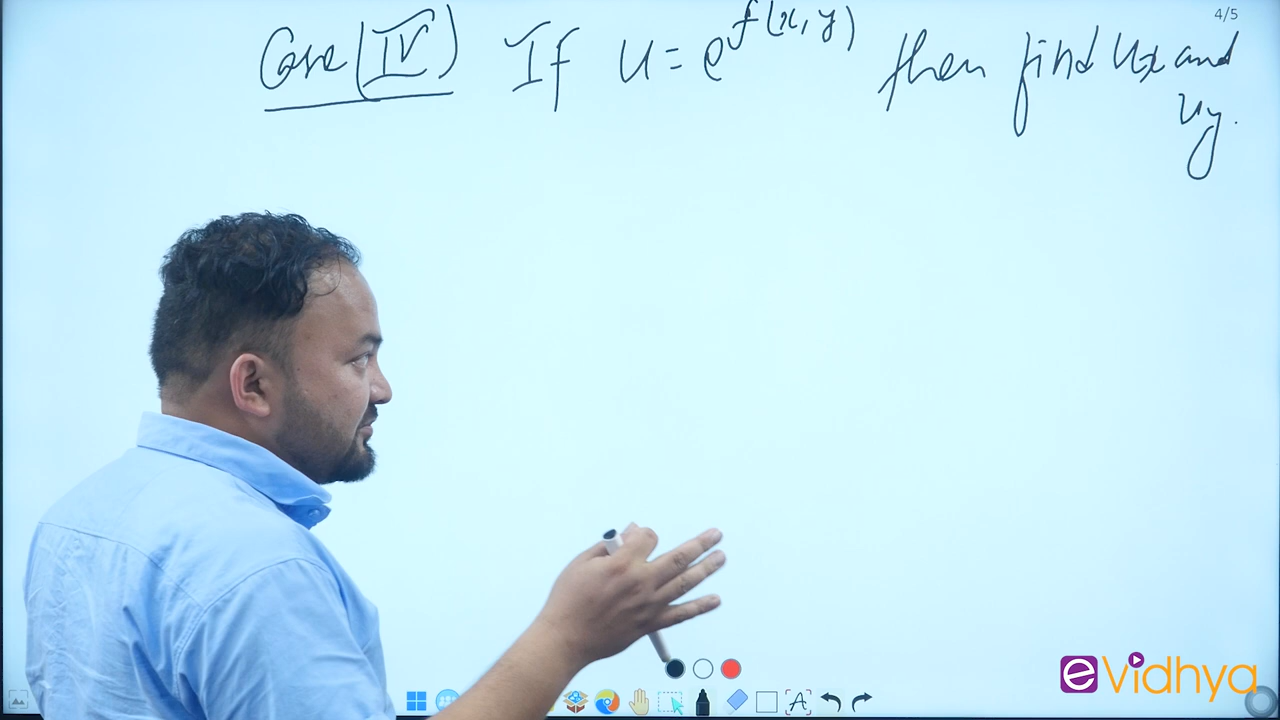 4/5
Case (IV) If u = e^f(x,y) then find ux and
uy.
eVidhya